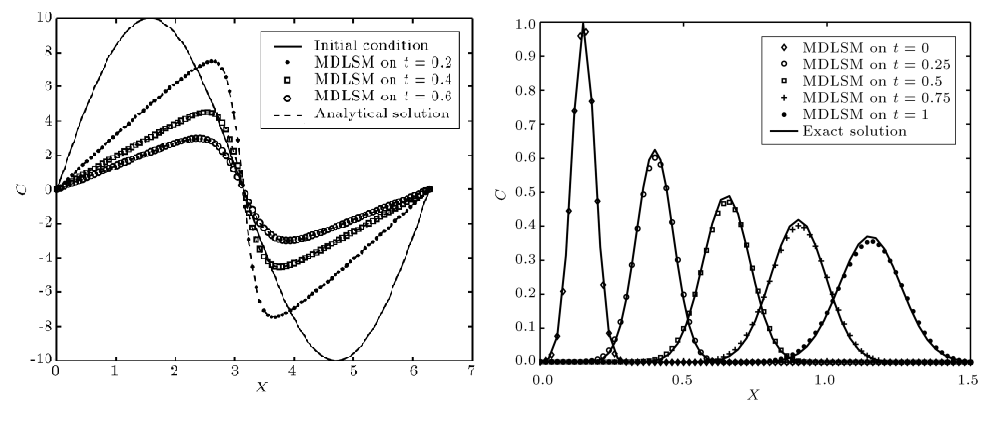 10
8
6
4
2
0
-2
-4
-6
-8
-10
C
0 1 2 3 4 5 6 7
X
Initial condition
MDLSM on t = 0.2
MDLSM on t = 0.4
MDLSM on t = 0.6
Analytical solution
1.0
0.9
0.8
0.7
0.6
0.5
0.4
0.3
0.2
0.1
0.0
C
0.0 0.5 1.0 1.5
X
MDLSM on t = 0
MDLSM on t = 0.25
MDLSM on t = 0.5
MDLSM on t = 0.75
MDLSM on t = 1
Exact solution